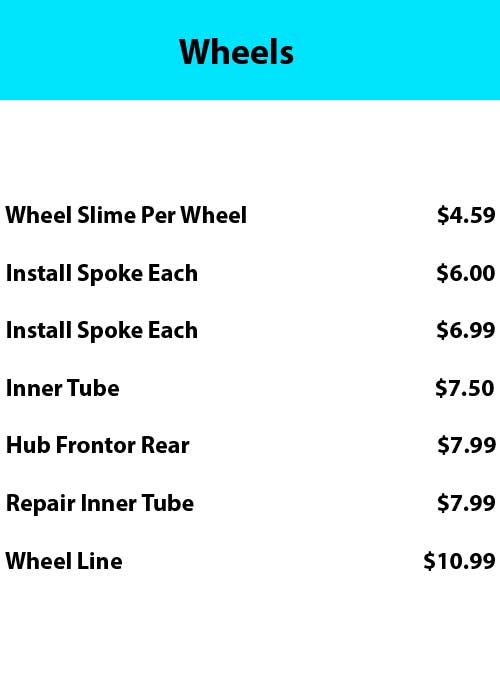 Wheels
Wheel Slime Per Wheel $4.59
Install Spoke Each $6.00
Install Spoke Each $6.99
Inner Tube $7.50
Hub Frontor Rear $7.99
Repair Inner Tube $7.99
Wheel Line $10.99